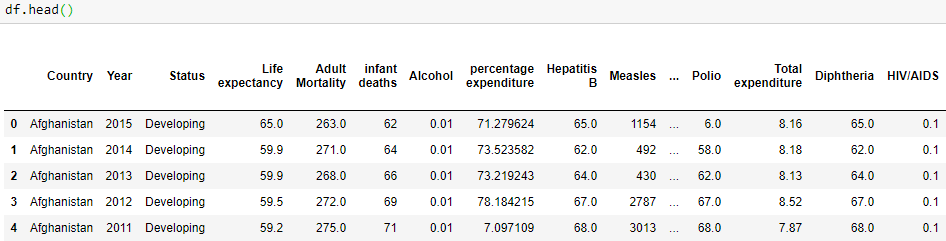 df.head()
Country Year Status Life expectancy Adult Mortality infant deaths Alcohol percentage expenditure Hepatitis B Measles ... Polio Total expenditure Diphtheria HIV/AIDS
0 Afghanistan 2015 Developing 65.0 263.0 62 0.01 71.279624 65.0 1154 ... 6.0 8.16 65.0 0.1
1 Afghanistan 2014 Developing 59.9 271.0 64 0.01 73.523582 62.0 492 ... 58.0 8.18 62.0 0.1
2 Afghanistan 2013 Developing 59.9 268.0 66 0.01 73.219243 64.0 430 ... 62.0 8.13 64.0 0.1
3 Afghanistan 2012 Developing 59.5 272.0 69 0.01 78.184215 67.0 2787 ... 67.0 8.52 67.0 0.1
4 Afghanistan 2011 Developing 59.2 275.0 71 0.01 7.097109 68.0 3013 ... 68.0 7.87 68.0 0.1